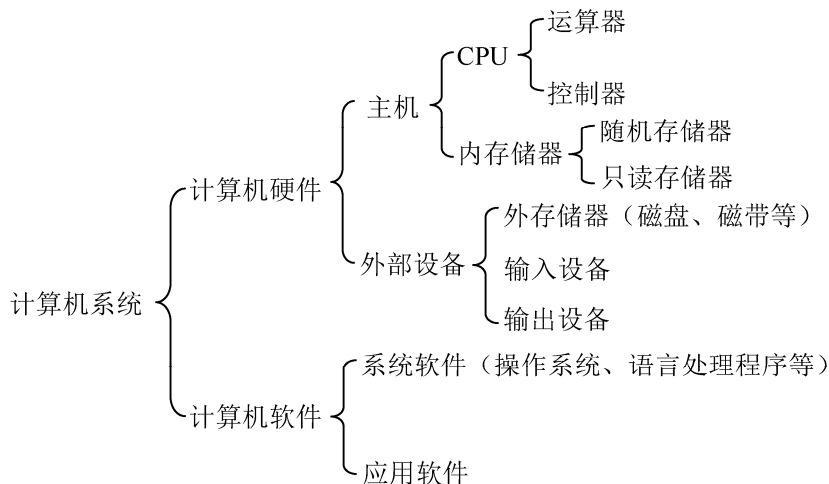 运算器
CPU
控制器
主机
随机存储器
内存储器
只读存储器
计算机硬件
外存储器（磁盘、磁带等）
外部设备
输入设备
输出设备
计算机系统
系统软件（操作系统、语言处理程序等）
计算机软件
应用软件